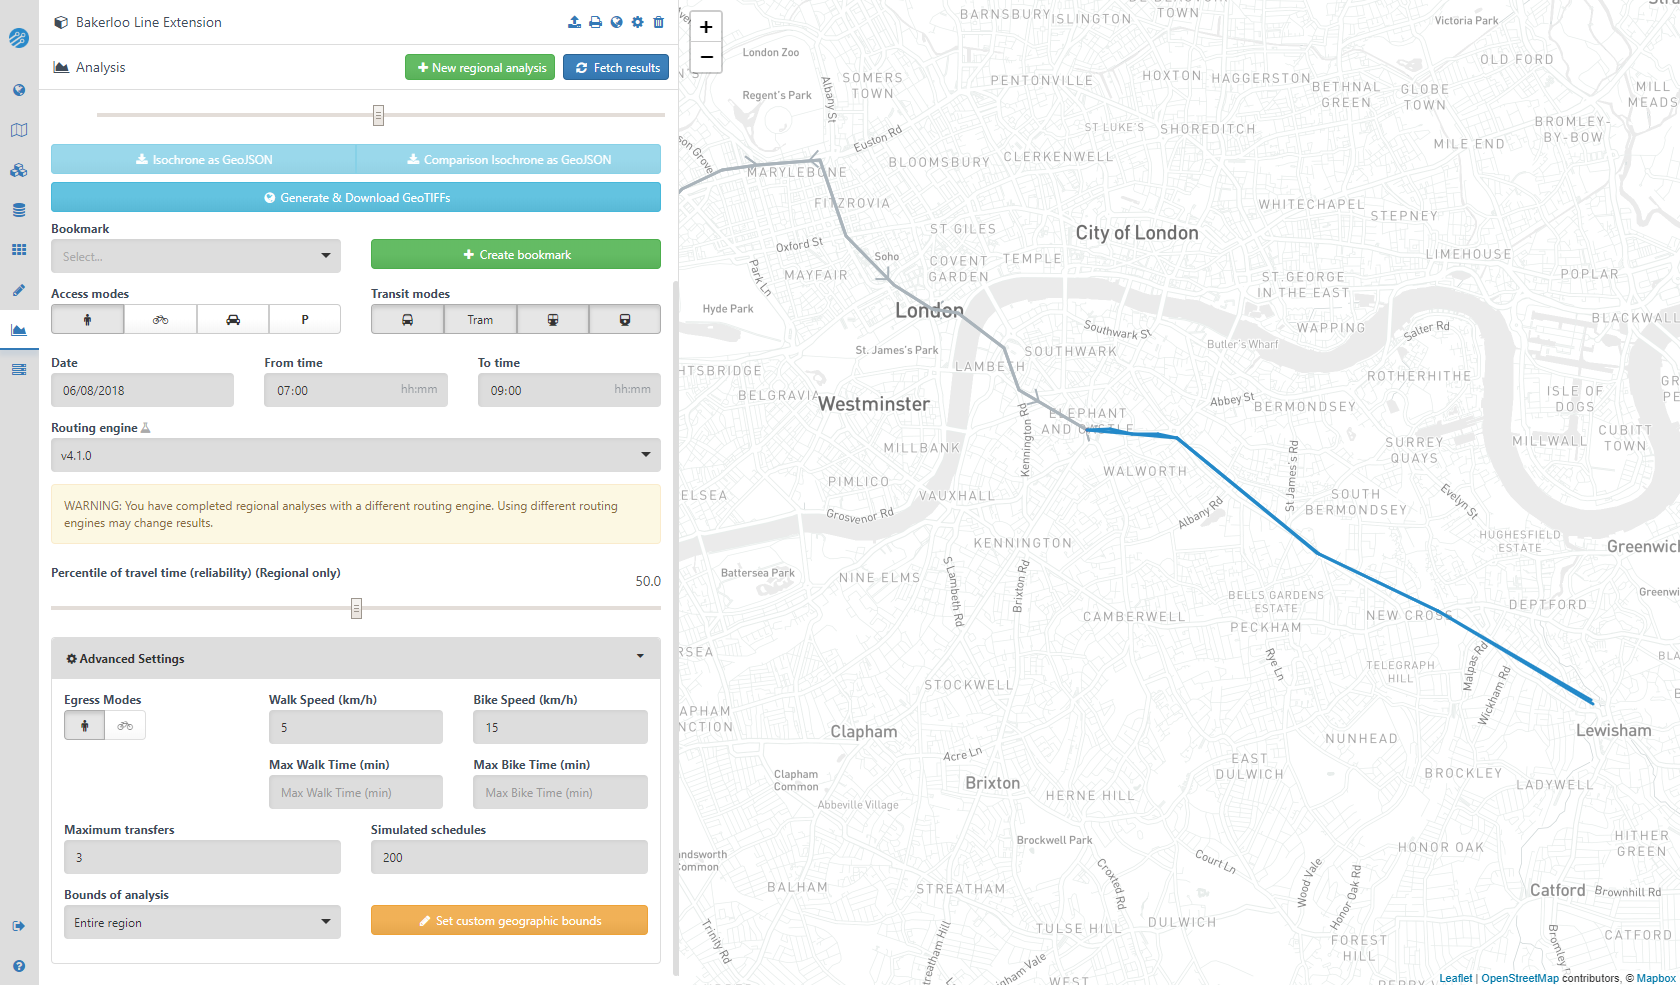 Bakerloo Line Extension
Analysis
New regional analysis
Fetch results
Isochrone as GeoJSON
Comparison Isochrone as GeoJSON
Generate & Download GeoTIFFs
Bookmark
Select...
Create bookmark
Access modes
Transit modes
P
Tram
Date
From time
To time
06/08/2018
07:00 hh:mm
09:00 hh:mm
Routing engine
v4.1.0
WARNING: You have completed regional analyses with a different routing engine. Using different routing
engines may change results.
Percentile of travel time (reliability) (Regional only)
50.0
Advanced Settings
Egress Modes
Walk Speed (km/h)
Bike Speed (km/h)
5
15
Max Walk Time (min)
Max Bike Time (min)
Max Walk Time (min)
Max Bike Time (min)
Maximum transfers
Simulated schedules
3
200
Bounds of analysis
Entire region
Set custom geographic bounds
+
−
BARNSBURY
ISLINGTON
TOWN
Victoria Park
London Zoo
OLD FORD
SOMERS
TOWN
PENTONVILLE
HOXTON
HAGGERSTON
BETHNAL
GREEN
GLOBE
TOWN
MILL
MEADS
Regent's Park
Albany St
Euston Rd
ST LUKE'S
SHOREDITCH
BROMLEY-
BY-BOW
MILE END
son Grove
BLOOMSBURY
CLERKENWELL
MARYLEBONE
FITZROVIA
WHITECHAPEL
STEPNEY
ST GILES
City of London
Oxford St
Soho
COVENT
GARDEN
TEMPLE
LIMEHOUSE
MAYFAIR
Park Ln
ST.GEORGE
IN THE EAST
POPLAR
Hyde Park
London
Southwark St
WAPPING
Salter Rd
BLACKWALL
St. James's Park
SOUTHWARK
Butler's Wharf
LAMBETH
HTSBRIDGE
ROTHERHITHE
BELGRAVIA
Westminster
ELEPHANT
AND CASTLE
Abbey St
BERMONDSEY
ISLE OF
DOGS
Kennington Rd
MILLBANK
SURREY
QUAYS
MILLWALL
CUBITT
TOWN
ELSEA
PIMLICO
WALWORTH
St James's Rd
VAUXHALL
SOUTH
BERMONDSEY
Evelyn St
Grosvenor Rd
Albany Rd
KENNINGTON
HUGHESFIELD
ESTATE
Greenwic
Battersea Park
NINE ELMS
S Lambeth Rd
Brixton Rd
CAMBERWELL
BELLS GARDENS
ESTATE
PECKHAM
NEW CROSS
DEPTFORD
Greenwi
RSEA
Rye Ln
TELEGRAPH
HILL
Malpas Rd
Wickham Rd
BLA
STOCKWELL
APHAM
NCTION
Clapham
Acre Ln
NUNHEAD
Lewisham
EAST
DULWICH
Clapham
Common
Brixton
BROCKLEY
LADYWELL
HERNE HILL
Abbeville Village
Brockwell Park
HITHER
GREEN
andsworth
Common
Court Ln
HONOR OAK
BALHAM
STREATHAM
Croxted Rd
Wood Vale
Honor Oak Rd
Catford
Brownhill Rd
Trinity Rd
treatham Hill
TULSE HILL
DULWICH
FOREST
HILL
Bromley
CATFORD
nham Vale
WEST
Leaflet | OpenStreetMap contributors, © Mapbox